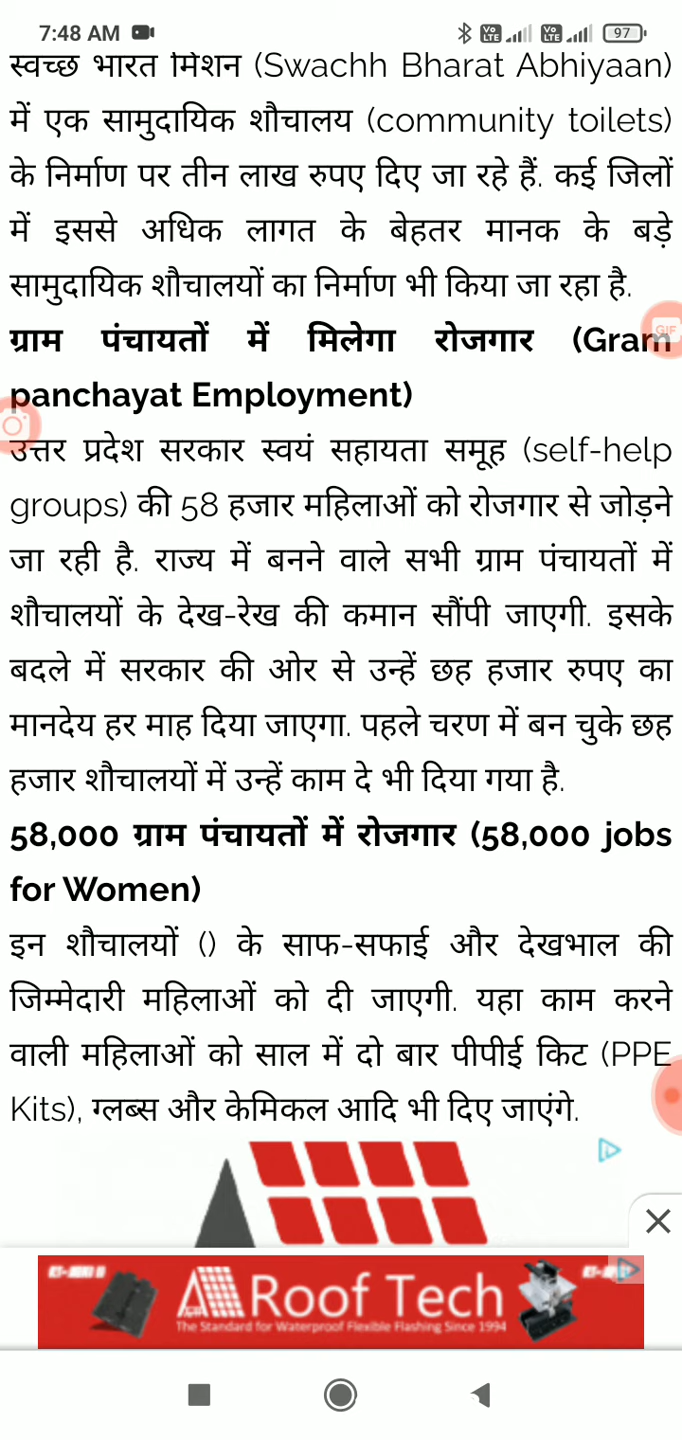 7:48 AM
Vo LTE Vo LTE 97
स्वच्छ भारत मिशन (Swachh Bharat Abhiyaan)
में एक सामुदायिक शौचालय (community toilets)
के निर्माण पर तीन लाख रुपए दिए जा रहे हैं. कई जिलों
में इससे अधिक लागत के बेहतर मानक के बड़े
सामुदायिक शौचालयों का निर्माण भी किया जा रहा है.
ग्राम पंचायतों में मिलेगा रोजगार (Gram
GIF
panchayat Employment)
उत्तर प्रदेश सरकार स्वयं सहायता समूह (self-help
groups) की 58 हजार महिलाओं को रोजगार से जोड़ने
जा रही है. राज्य में बनने वाले सभी ग्राम पंचायतों में
शौचालयों के देख-रेख की कमान सौंपी जाएगी. इसके
बदले में सरकार की ओर से उन्हें छह हजार रुपए का
मानदेय हर माह दिया जाएगा. पहले चरण में बन चुके छह
हजार शौचालयों में उन्हें काम दे भी दिया गया है.
58,000 ग्राम पंचायतों में रोजगार (58,000 jobs
for Women)
इन शौचालयों () के साफ-सफाई और देखभाल की
जिम्मेदारी महिलाओं को दी जाएगी. यहा काम करने
वाली महिलाओं को साल में दो बार पीपीई किट (PPE
Kits), ग्लब्स और केमिकल आदि भी दिए जाएंगे.
Roof Tech
The Standard for Waterproof Flexible Flashing Since 1994